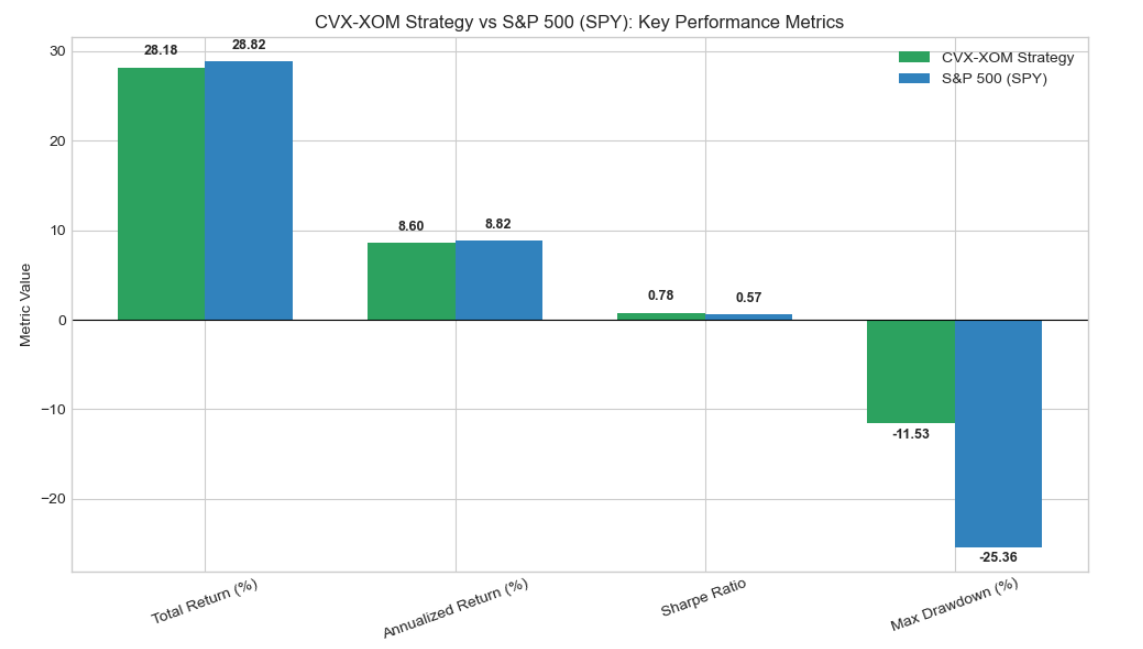 CVX-XOM Strategy vs S&P 500 (SPY): Key Performance Metrics
CVX-XOM Strategy
S&P 500 (SPY)
Metric Value
30
20
10
0
−10
−20
28.18
28.82
8.60
8.82
0.78
0.57
-11.53
-25.36
Total Return (%)
Annualized Return (%)
Sharpe Ratio
Max Drawdown (%)